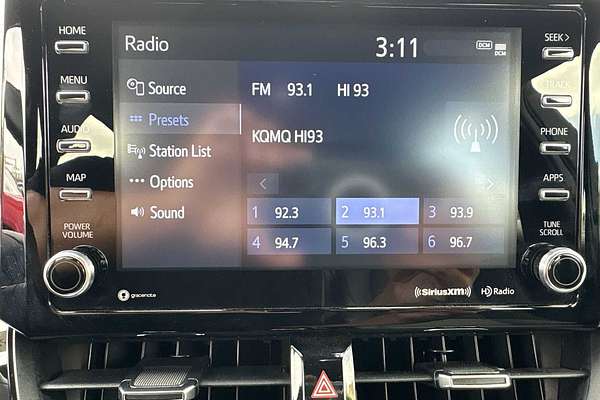 HOME
MENU
AUDIO
MAP
POWER
VOLUME
Radio
3:11
DCM
DCM
Source
Presets
Station List
Options
Sound
FM 93.1 HI 93
KQMQ HI93
1 92.3
2 93.1
3 93.9
4 94.7
5 96.3
6 96.7
gracenote
((SiriusXM))
HD Radio
SEEK>
TRACK
PHONE
APPS
TUNE
SCROLL